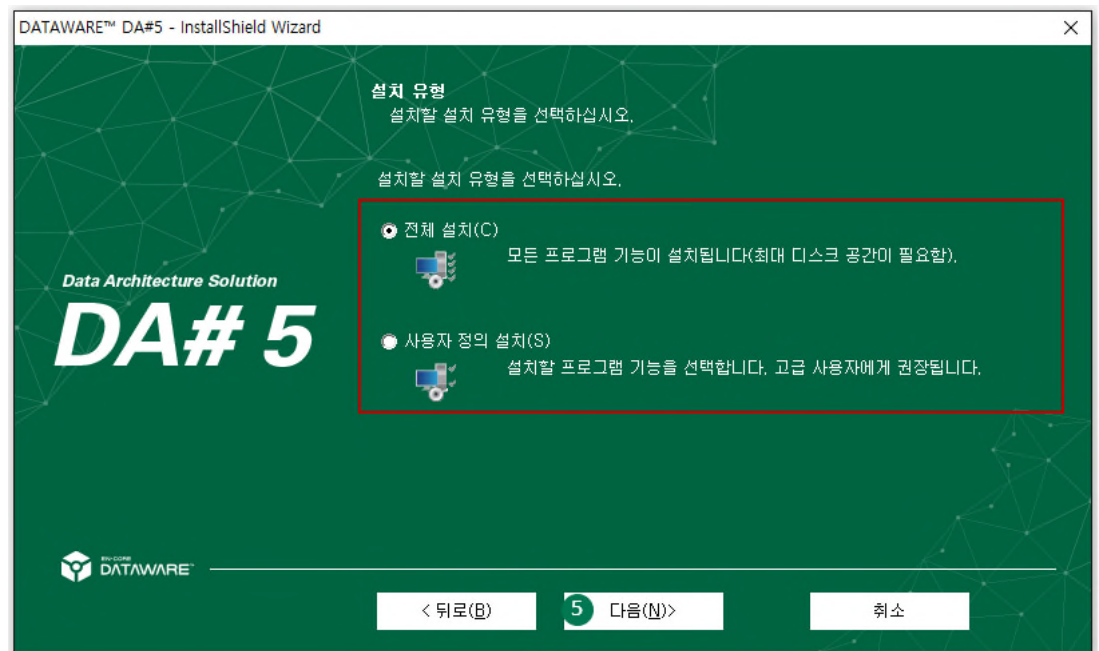 DATAWARE™ DA#5 - InstallShield Wizard
설치 유형
설치할 설치 유형을 선택하십시오.
설치할 설치 유형을 선택하십시오.
전체 설치(C)
모든 프로그램 기능이 설치됩니다(최대 디스크 공간이 필요함).
Data Architecture Solution
DA# 5
사용자 정의 설치(S)
설치할 프로그램 기능을 선택합니다. 고급 사용자에게 권장됩니다.
EN-CORE
DATAWARE™
< 뒤로(B)
5 다음(N)>
취소